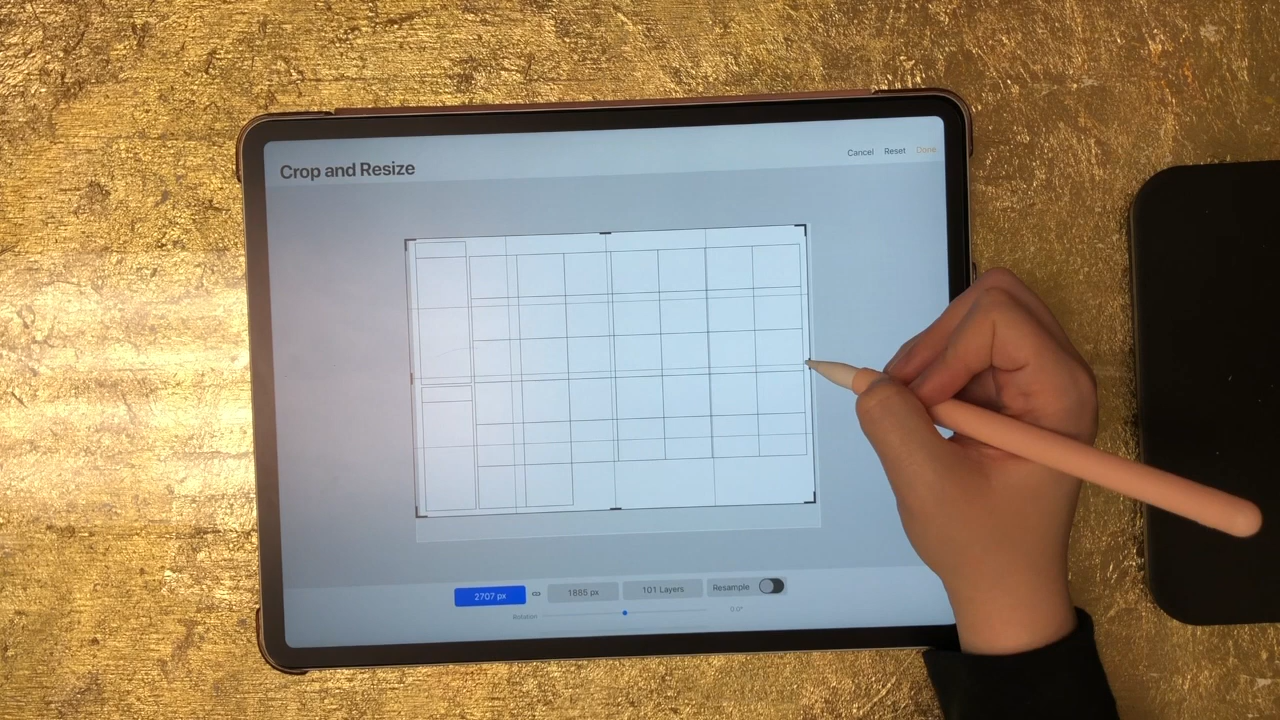 Crop and Resize
Cancel Reset Done
2707 px 1885 px 101 Layers Resample
Rotation 0.0°